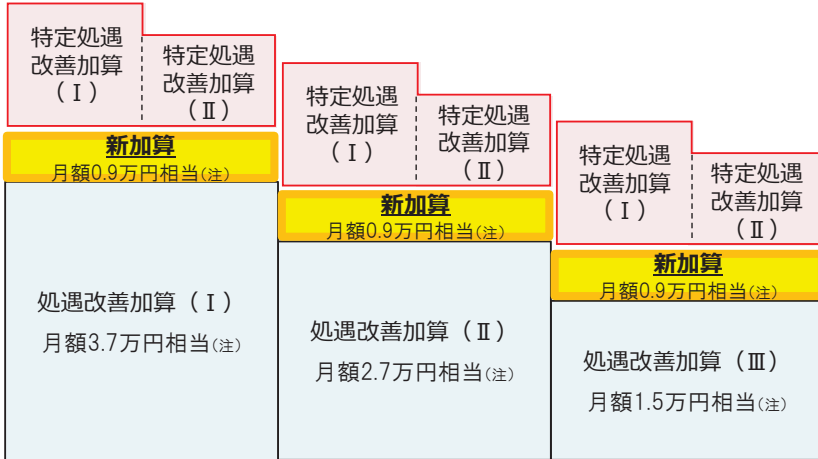 特定処遇
改善加算
（Ⅰ）
特定処遇
改善加算
（Ⅱ）
新加算
月額0.9万円相当(注)
処遇改善加算（Ⅰ）
月額3.7万円相当(注)
特定処遇
改善加算
（Ⅰ）
特定処遇
改善加算
（Ⅱ）
新加算
月額0.9万円相当(注)
処遇改善加算（Ⅱ）
月額2.7万円相当(注)
特定処遇
改善加算
（Ⅰ）
特定処遇
改善加算
（Ⅱ）
新加算
月額0.9万円相当(注)
処遇改善加算（Ⅲ）
月額1.5万円相当(注)